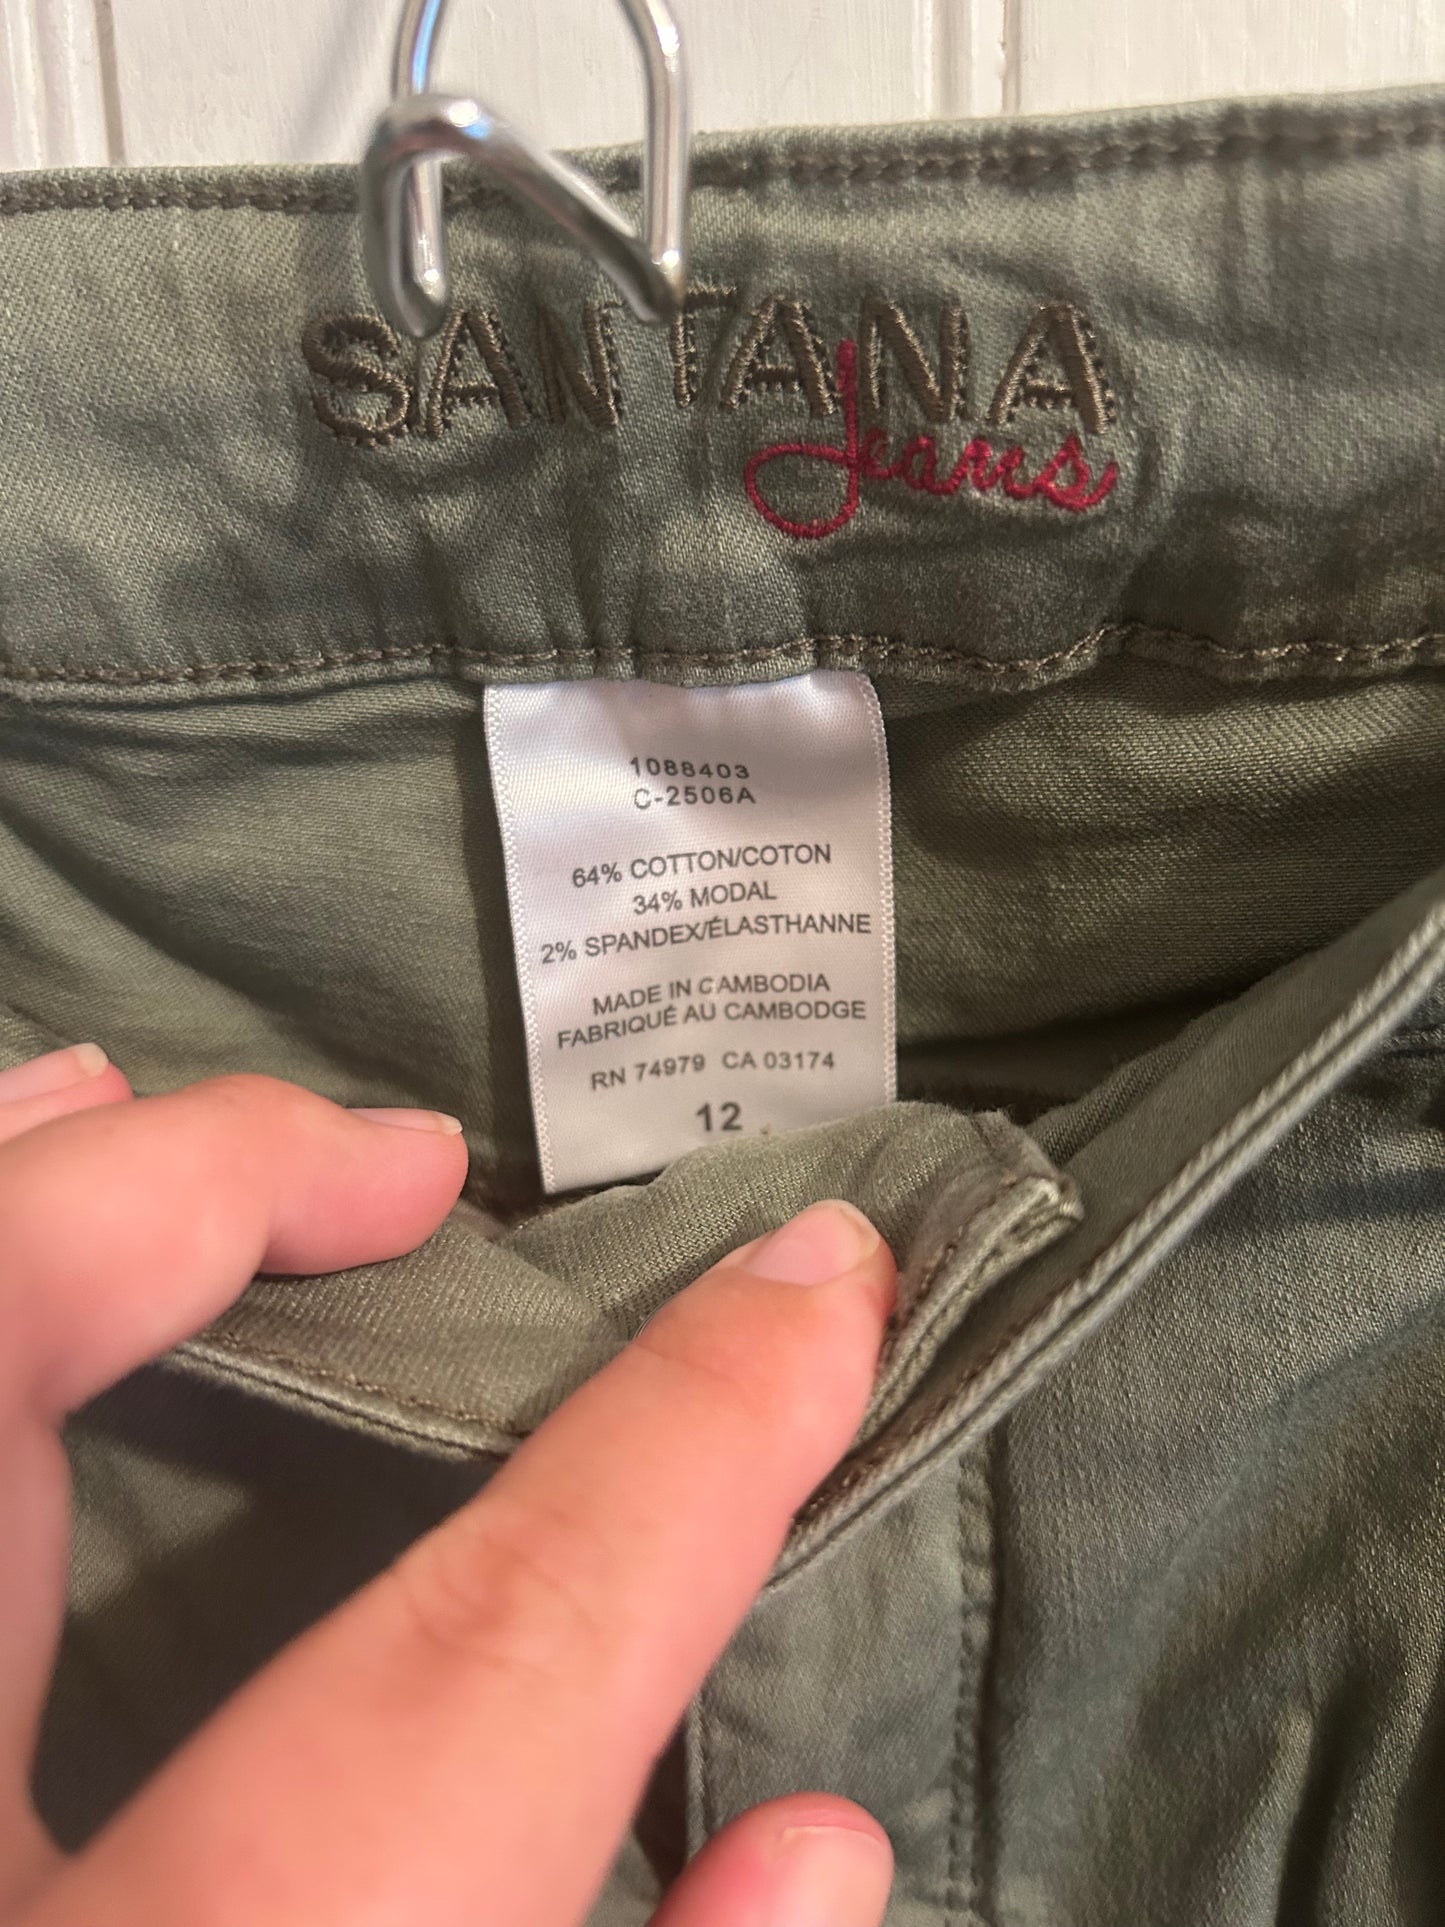 SANTANA
Jeans
1088403
C-2506A
64% COTTON/COTON
34% MODAL
2% SPANDEX/ÉLASTHANNE
MADE IN CAMBODIA
FABRIQUÉ AU CAMBODGE
RN 74979 CA 03174
12